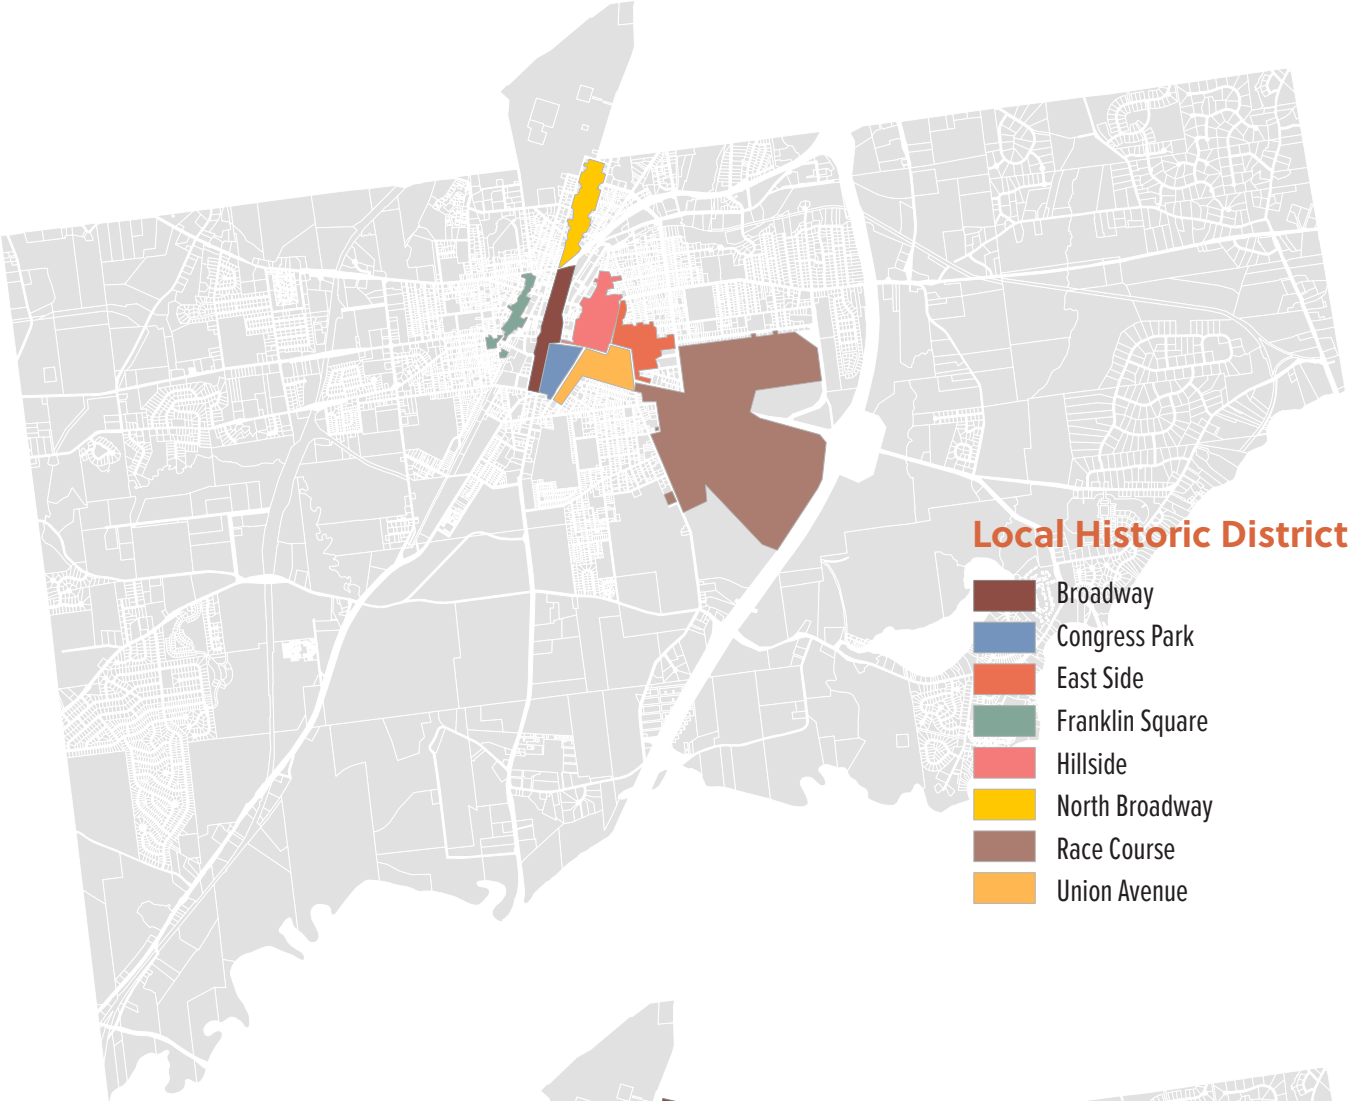 Local Historic District
Broadway
Congress Park
East Side
Franklin Square
Hillside
North Broadway
Race Course
Union Avenue